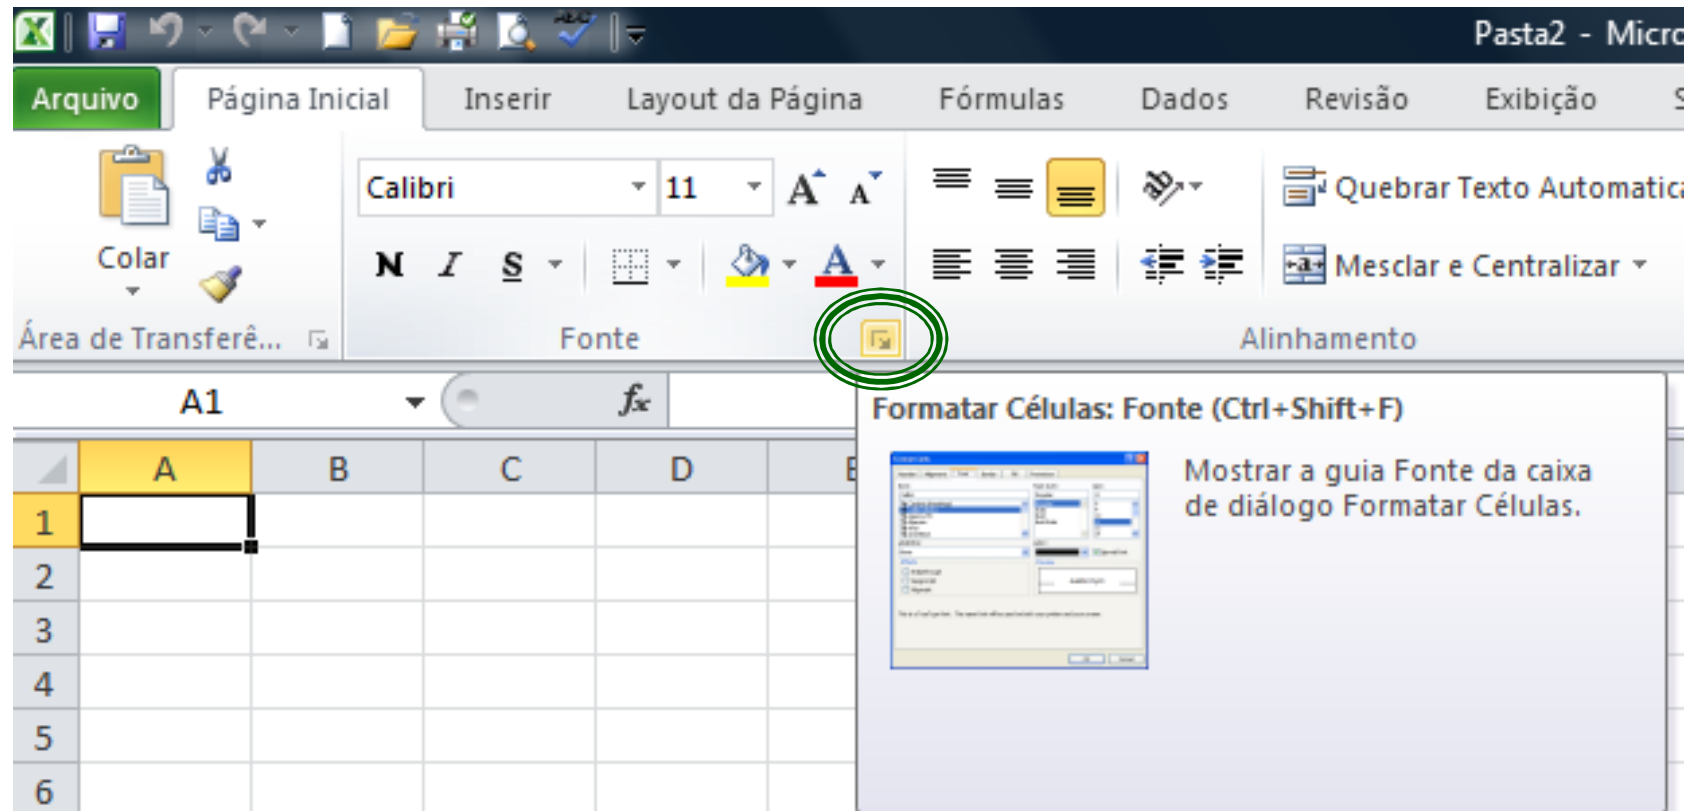 Pasta2 - Micro
Arquivo Página Inicial Inserir Layout da Página Fórmulas Dados Revisão Exibição S
Calibri 11 A A Quebrar Texto Automatica
Colar N I S A a Mesclar e Centralizar
Área de Transferê... Fonte Alinhamento
A1 fx
Formatar Células: Fonte (Ctrl+Shift+F)
A B C D E
Mostrar a guia Fonte da caixa
de diálogo Formatar Células.
1
2
3
4
5
6